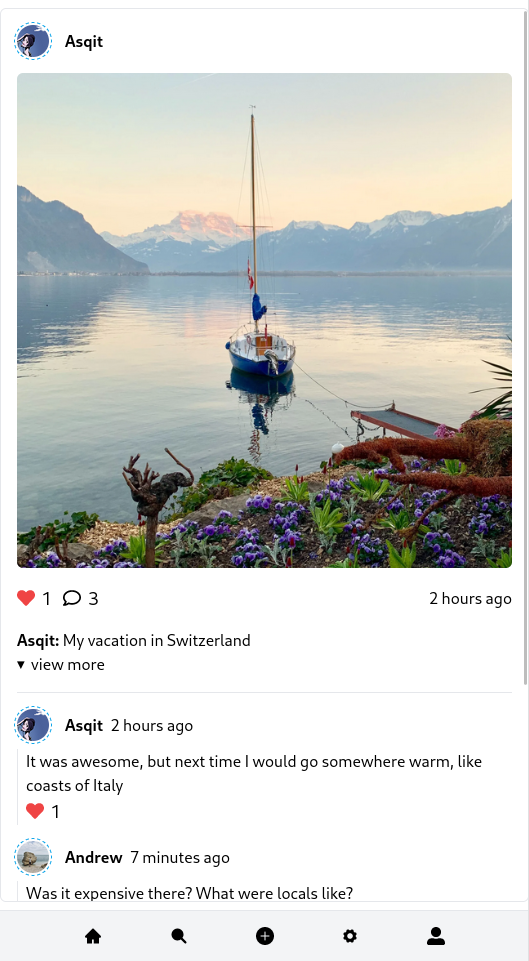 Asqit
1 3 2 hours ago
Asqit: My vacation in Switzerland
▾ view more
Asqit 2 hours ago
It was awesome, but next time I would go somewhere warm, like
coasts of Italy
1
Andrew 7 minutes ago
Was it expensive there? What were locals like?